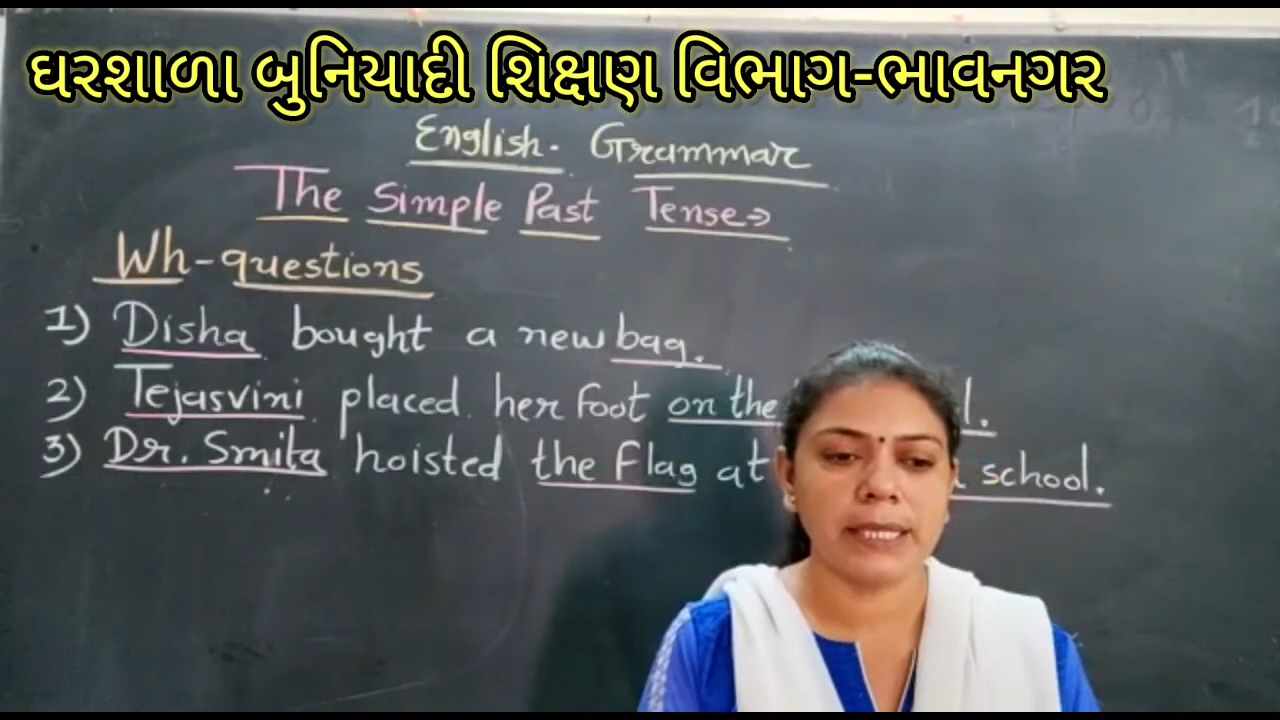 ઘરશાળા બુનિયાદી શિક્ષણ વિભાગ-ભાવનગર
English. Grammar
The Simple Past Tense⇒
Wh-questions
1) Disha bought a new bag.
2) Tejasvini placed her foot on the
3) Dr. Smita hoisted the flag at school.